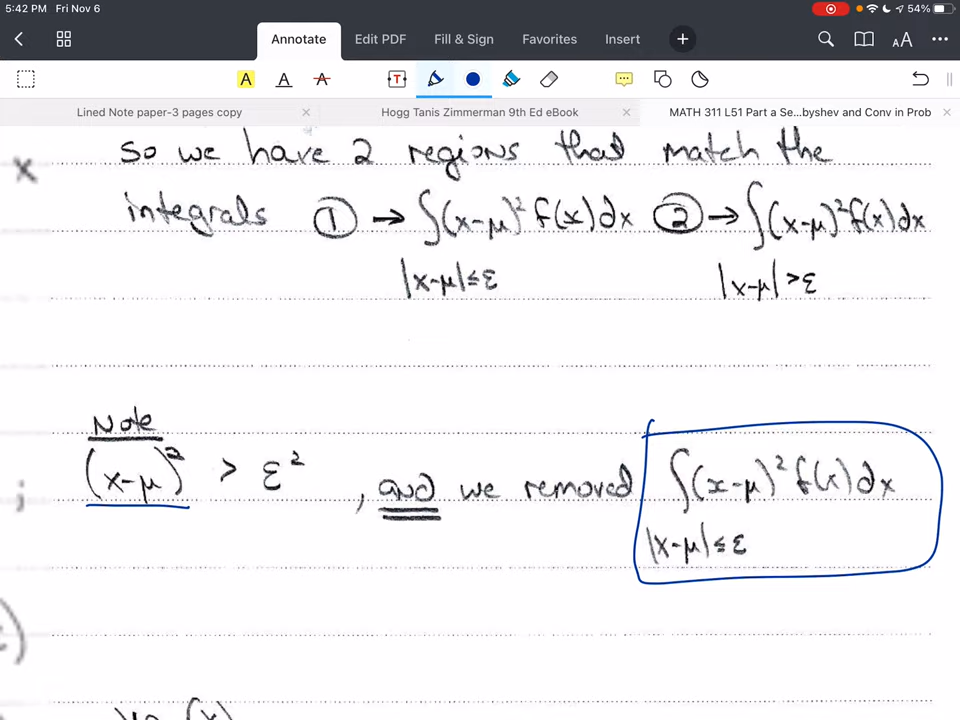 5:42 PM Fri Nov 6
54%
Annotate Edit PDF Fill & Sign Favorites Insert
AA
A A A T
Lined Note paper-3 pages copy × Hogg Tanis Zimmerman 9th Ed eBook × MATH 311 L51 Part a Se...byshev and Conv in Prob ×
x so we have 2 regions that match the
integrals ① → ∫(x-μ)² f(x)dx ② → ∫(x-μ)² f(x)dx
|x-μ|≤ε |x-μ|>ε
Note
(x-μ)² > ε² , and we removed ∫(x-μ)² f(x)dx
|x-μ|≤ε